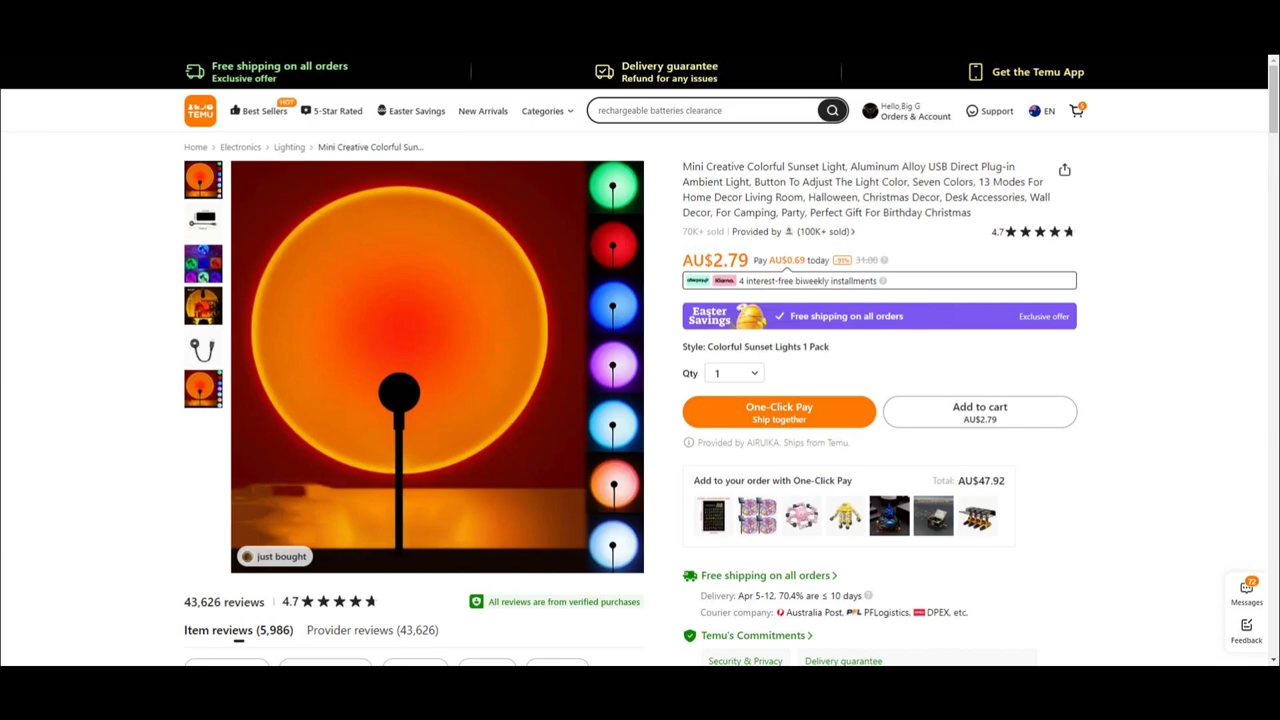 Free shipping on all orders
Exclusive offer
Delivery guarantee
Refund for any issues
Get the Temu App
TEMU
Best Sellers
HOT
5-Star Rated
Easter Savings
New Arrivals
Categories
rechargeable batteries clearance
Hello,Big G
Orders & Account
Support
EN
Home > Electronics > Lighting > Mini Creative Colorful Sun...
Mini Creative Colorful Sunset Light, Aluminum Alloy USB Direct Plug-in
Ambient Light, Button To Adjust The Light Color, Seven Colors, 13 Modes For
Home Decor Living Room, Halloween, Christmas Decor, Desk Accessories, Wall
Decor, For Camping, Party, Perfect Gift For Birthday Christmas
70K+ sold | Provided by (100K+ sold) >
4.7
AU$2.79 Pay AU$0.69 today -91% 31.00
afterpay Klarna. 4 interest-free biweekly installments
Easter
Savings
Free shipping on all orders
Exclusive offer
Style: Colorful Sunset Lights 1 Pack
Qty 1
One-Click Pay
Ship together
Add to cart
AU$2.79
Provided by AIRUIKA. Ships from Temu.
Add to your order with One-Click Pay
Total: AU$47.92
just bought
Free shipping on all orders >
Delivery: Apr 5-12, 70.4% are ≤ 10 days
Courier company: Australia Post, PFL PFLogistics, DPEX, etc.
Temu's Commitments >
Security & Privacy
Delivery guarantee
43,626 reviews
4.7
All reviews are from verified purchases
Item reviews (5,986)
Provider reviews (43,626)
72
Messages
Feedback